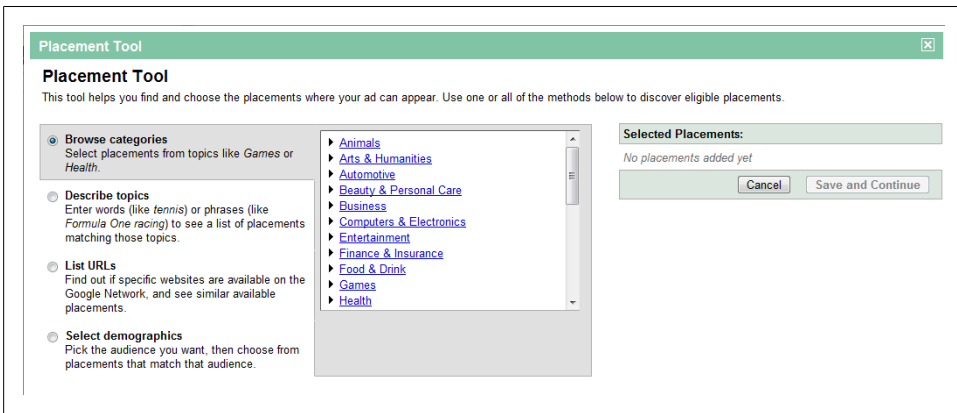 Placement Tool
Placement Tool
This tool helps you find and choose the placements where your ad can appear. Use one or all of the methods below to discover eligible placements.
Browse categories
Select placements from topics like Games or
Health.
Describe topics
Enter words (like tennis) or phrases (like
Formula One racing) to see a list of placements
matching those topics.
List URLs
Find out if specific websites are available on the
Google Network, and see similar available
placements.
Select demographics
Pick the audience you want, then choose from
placements that match that audience.
Animals
Arts & Humanities
Automotive
Beauty & Personal Care
Business
Computers & Electronics
Entertainment
Finance & Insurance
Food & Drink
Games
Health
Selected Placements:
No placements added yet
Cancel Save and Continue